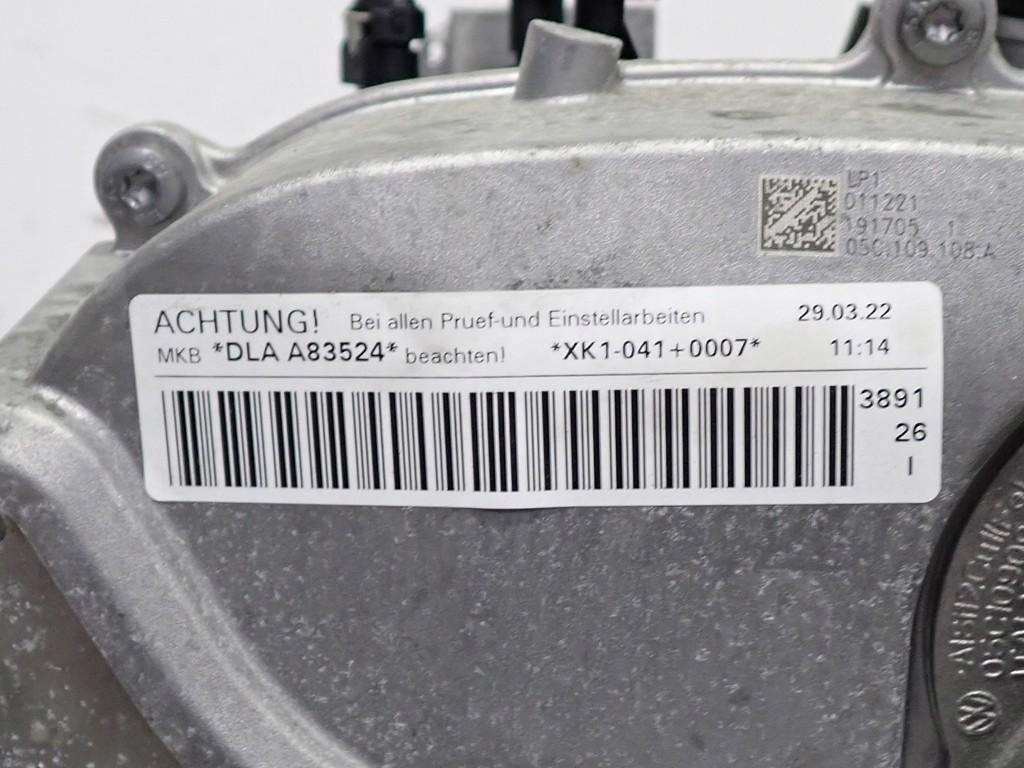 LP1
011221
191705 1
05C.109.108.A
ACHTUNG! Bei allen Pruef-und Einstellarbeiten 29.03.22
MKB *DLA A83524* beachten! *XK1-041+0007* 11:14
3891
26
I